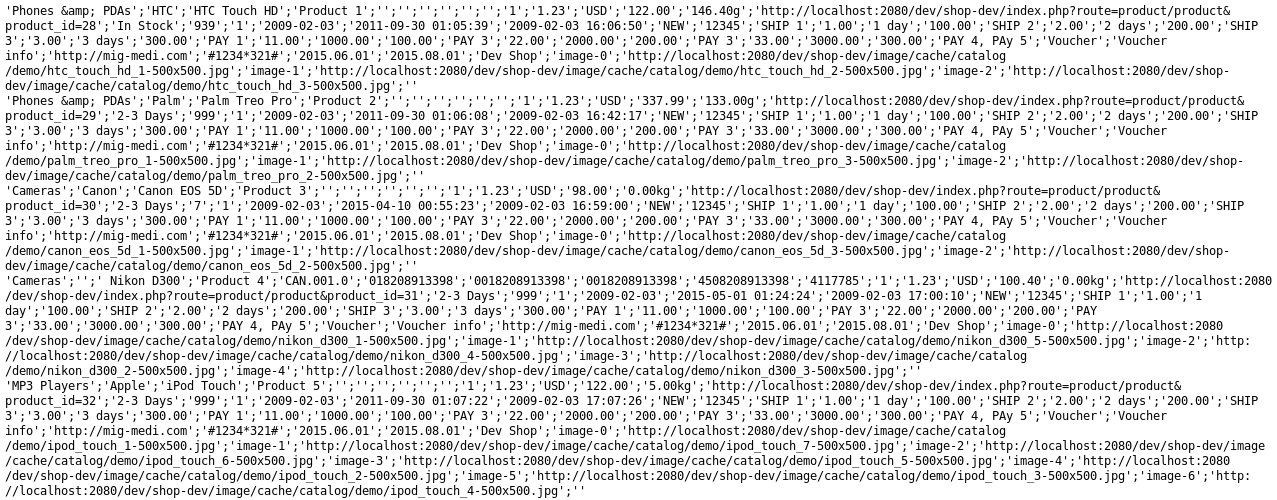 'Phones &amp; PDAs';'HTC';'HTC Touch HD';'Product 1';'';'';'';'';'';'';'1';'1.23';'USD';'122.00';'146.40g';'http://localhost:2080/dev/shop-dev/index.php?route=product/product&
product_id=28';'In Stock';'939';'1';'2009-02-03';'2011-09-30 01:05:39';'2009-02-03 16:06:50';'NEW';'12345';'SHIP 1';'1.00';'1 day';'100.00';'SHIP 2';'2.00';'2 days';'200.00';'SHIP
3';'3.00';'3 days';'300.00';'PAY 1';'11.00';'1000.00';'100.00';'PAY 3';'22.00';'2000.00';'200.00';'PAY 3';'33.00';'3000.00';'300.00';'PAY 4, PAy 5';'Voucher';'Voucher
info';'http://mig-medi.com';'#1234*321#';'2015.06.01';'2015.08.01';'Dev Shop';'image-0';'http://localhost:2080/dev/shop-dev/image/cache/catalog
/demo/htc_touch_hd_1-500x500.jpg';'image-1';'http://localhost:2080/dev/shop-dev/image/cache/catalog/demo/htc_touch_hd_2-500x500.jpg';'image-2';'http://localhost:2080/dev/shop-
dev/image/cache/catalog/demo/htc_touch_hd_3-500x500.jpg';''
'Phones &amp; PDAs';'Palm';'Palm Treo Pro';'Product 2';'';'';'';'';'';'';'1';'1.23';'USD';'337.99';'133.00g';'http://localhost:2080/dev/shop-dev/index.php?route=product/product&
product_id=29';'2-3 Days';'999';'1';'2009-02-03';'2011-09-30 01:06:08';'2009-02-03 16:42:17';'NEW';'12345';'SHIP 1';'1.00';'1 day';'100.00';'SHIP 2';'2.00';'2 days';'200.00';'SHIP
3';'3.00';'3 days';'300.00';'PAY 1';'11.00';'1000.00';'100.00';'PAY 3';'22.00';'2000.00';'200.00';'PAY 3';'33.00';'3000.00';'300.00';'PAY 4, PAy 5';'Voucher';'Voucher
info';'http://mig-medi.com';'#1234*321#';'2015.06.01';'2015.08.01';'Dev Shop';'image-0';'http://localhost:2080/dev/shop-dev/image/cache/catalog
/demo/palm_treo_pro_1-500x500.jpg';'image-1';'http://localhost:2080/dev/shop-dev/image/cache/catalog/demo/palm_treo_pro_3-500x500.jpg';'image-2';'http://localhost:2080/dev/shop-
dev/image/cache/catalog/demo/palm_treo_pro_2-500x500.jpg';''
'Cameras';'Canon';'Canon EOS 5D';'Product 3';'';'';'';'';'';'';'1';'1.23';'USD';'98.00';'0.00kg';'http://localhost:2080/dev/shop-dev/index.php?route=product/product&
product_id=30';'2-3 Days';'7';'1';'2009-02-03';'2015-04-10 00:55:23';'2009-02-03 16:59:00';'NEW';'12345';'SHIP 1';'1.00';'1 day';'100.00';'SHIP 2';'2.00';'2 days';'200.00';'SHIP
3';'3.00';'3 days';'300.00';'PAY 1';'11.00';'1000.00';'100.00';'PAY 3';'22.00';'2000.00';'200.00';'PAY 3';'33.00';'3000.00';'300.00';'PAY 4, PAy 5';'Voucher';'Voucher
info';'http://mig-medi.com';'#1234*321#';'2015.06.01';'2015.08.01';'Dev Shop';'image-0';'http://localhost:2080/dev/shop-dev/image/cache/catalog
/demo/canon_eos_5d_1-500x500.jpg';'image-1';'http://localhost:2080/dev/shop-dev/image/cache/catalog/demo/canon_eos_5d_3-500x500.jpg';'image-2';'http://localhost:2080/dev/shop-
dev/image/cache/catalog/demo/canon_eos_5d_2-500x500.jpg';''
'Cameras';'';' Nikon D300';'Product 4';'CAN.001.0';'018208913398';'0018208913398';'0018208913398';'4508208913398';'4117785';'1';'1.23';'USD';'100.40';'0.00kg';'http://localhost:2080
/dev/shop-dev/index.php?route=product/product&product_id=31';'2-3 Days';'999';'1';'2009-02-03';'2015-05-01 01:24:24';'2009-02-03 17:00:10';'NEW';'12345';'SHIP 1';'1.00';'1
day';'100.00';'SHIP 2';'2.00';'2 days';'200.00';'SHIP 3';'3.00';'3 days';'300.00';'PAY 1';'11.00';'1000.00';'100.00';'PAY 3';'22.00';'2000.00';'200.00';'PAY
3';'33.00';'3000.00';'300.00';'PAY 4, PAy 5';'Voucher';'Voucher info';'http://mig-medi.com';'#1234*321#';'2015.06.01';'2015.08.01';'Dev Shop';'image-0';'http://localhost:2080
/dev/shop-dev/image/cache/catalog/demo/nikon_d300_1-500x500.jpg';'image-1';'http://localhost:2080/dev/shop-dev/image/cache/catalog/demo/nikon_d300_5-500x500.jpg';'image-2';'http:
//localhost:2080/dev/shop-dev/image/cache/catalog/demo/nikon_d300_4-500x500.jpg';'image-3';'http://localhost:2080/dev/shop-dev/image/cache/catalog
/demo/nikon_d300_2-500x500.jpg';'image-4';'http://localhost:2080/dev/shop-dev/image/cache/catalog/demo/nikon_d300_3-500x500.jpg';''
'MP3 Players';'Apple';'iPod Touch';'Product 5';'';'';'';'';'';'';'1';'1.23';'USD';'122.00';'5.00kg';'http://localhost:2080/dev/shop-dev/index.php?route=product/product&
product_id=32';'2-3 Days';'999';'1';'2009-02-03';'2011-09-30 01:07:22';'2009-02-03 17:07:26';'NEW';'12345';'SHIP 1';'1.00';'1 day';'100.00';'SHIP 2';'2.00';'2 days';'200.00';'SHIP
3';'3.00';'3 days';'300.00';'PAY 1';'11.00';'1000.00';'100.00';'PAY 3';'22.00';'2000.00';'200.00';'PAY 3';'33.00';'3000.00';'300.00';'PAY 4, PAy 5';'Voucher';'Voucher
info';'http://mig-medi.com';'#1234*321#';'2015.06.01';'2015.08.01';'Dev Shop';'image-0';'http://localhost:2080/dev/shop-dev/image/cache/catalog
/demo/ipod_touch_1-500x500.jpg';'image-1';'http://localhost:2080/dev/shop-dev/image/cache/catalog/demo/ipod_touch_7-500x500.jpg';'image-2';'http://localhost:2080/dev/shop-dev/image
/cache/catalog/demo/ipod_touch_6-500x500.jpg';'image-3';'http://localhost:2080/dev/shop-dev/image/cache/catalog/demo/ipod_touch_5-500x500.jpg';'image-4';'http://localhost:2080
/dev/shop-dev/image/cache/catalog/demo/ipod_touch_2-500x500.jpg';'image-5';'http://localhost:2080/dev/shop-dev/image/cache/catalog/demo/ipod_touch_3-500x500.jpg';'image-6';'http:
//localhost:2080/dev/shop-dev/image/cache/catalog/demo/ipod_touch_4-500x500.jpg';''